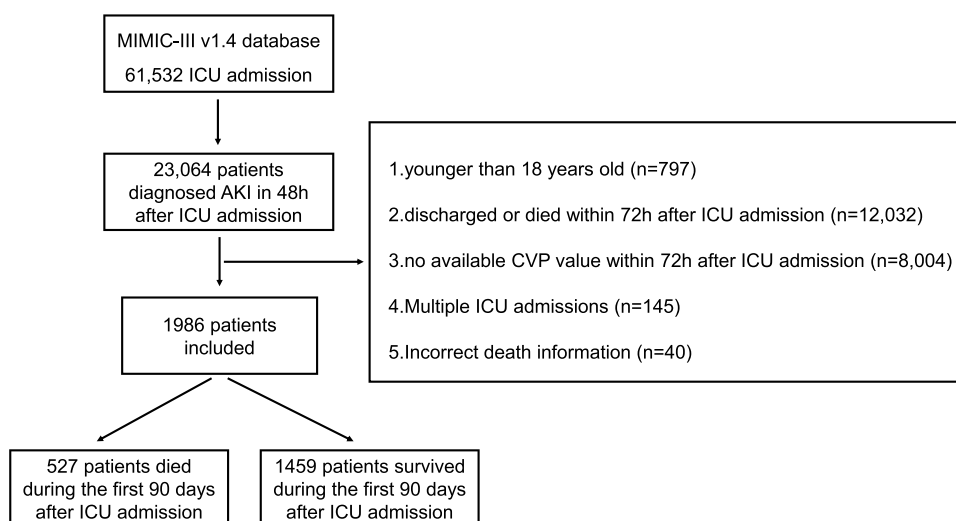 MIMIC-III v1.4 database
61,532 ICU admission
23,064 patients
diagnosed AKI in 48h
after ICU admission
1.younger than 18 years old (n=797)
2.discharged or died within 72h after ICU admission (n=12,032)
3.no available CVP value within 72h after ICU admission (n=8,004)
4.Multiple ICU admissions (n=145)
5.Incorrect death information (n=40)
1986 patients
included
527 patients died
during the first 90 days
after ICU admission
1459 patients survived
during the first 90 days
after ICU admission